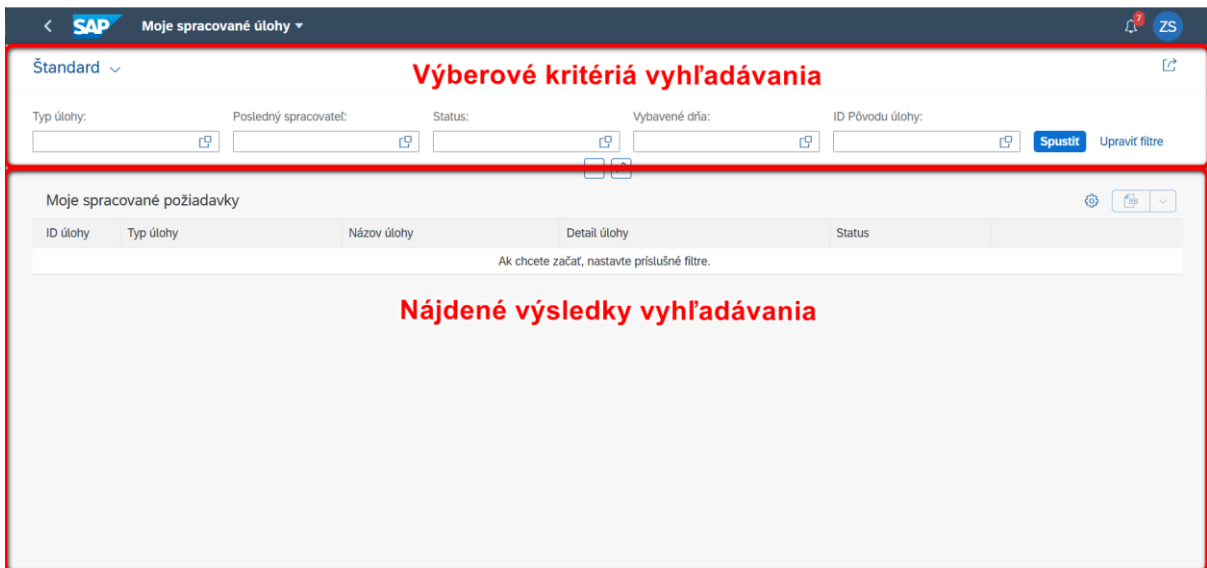 SAP Moje spracované úlohy 7 ZS
Štandard
Výberové kritériá vyhľadávania
Typ úlohy: Posledný spracovateľ: Status: Vybavené dňa: ID Pôvodu úlohy:
Spustiť Upraviť filtre
Moje spracované požiadavky
ID úlohy Typ úlohy Názov úlohy Detail úlohy Status
Ak chcete začať, nastavte príslušné filtre.
Nájdené výsledky vyhľadávania